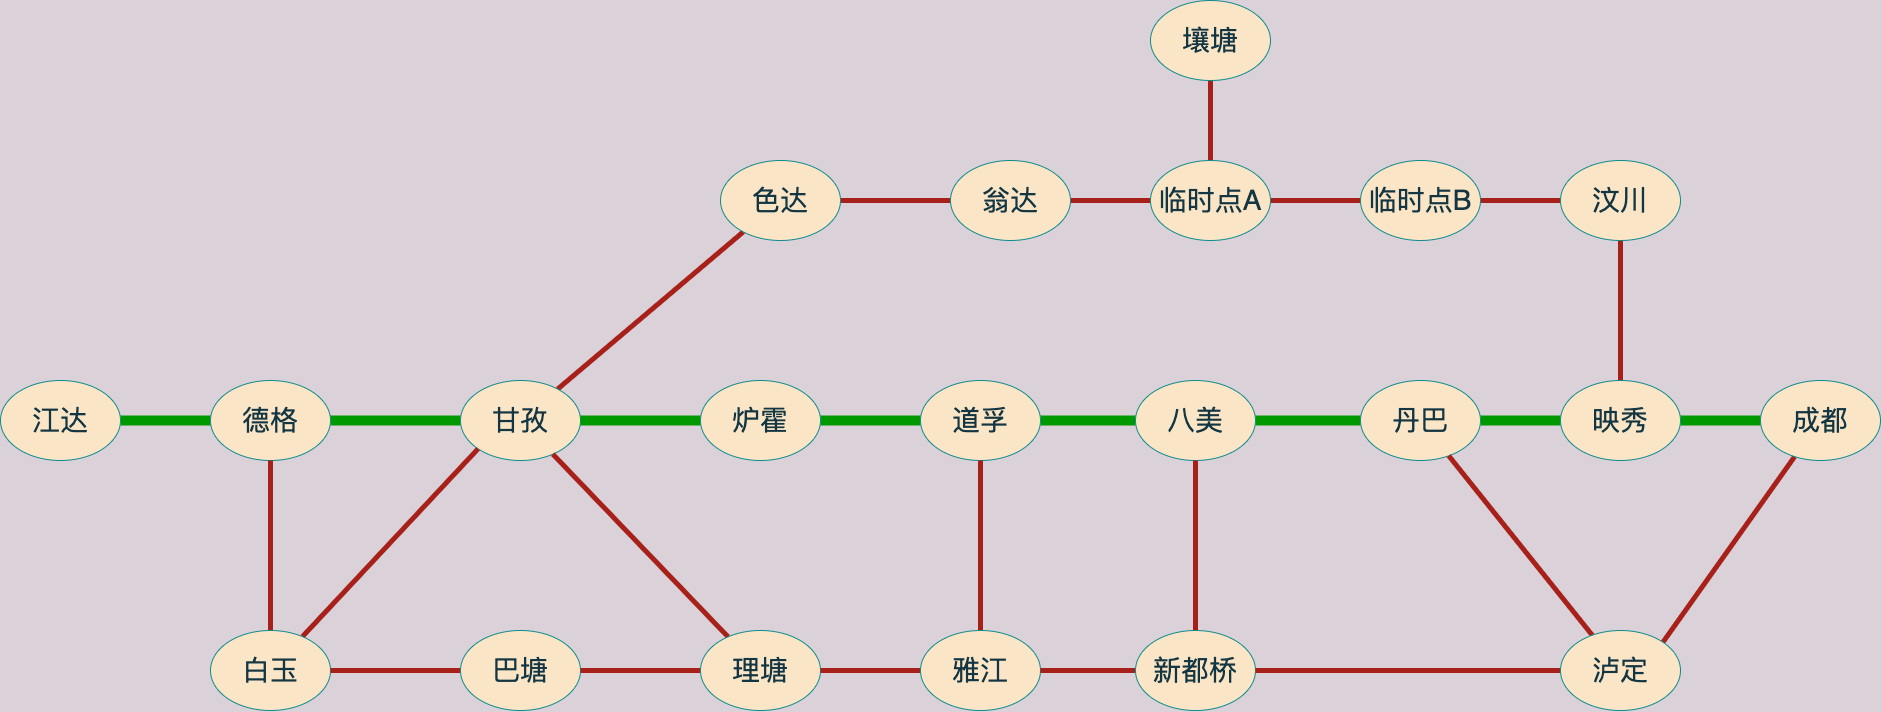 壤塘
色达
翁达
临时点A
临时点B
汶川
江达
德格
甘孜
炉霍
道孚
八美
丹巴
映秀
成都
白玉
巴塘
理塘
雅江
新都桥
泸定